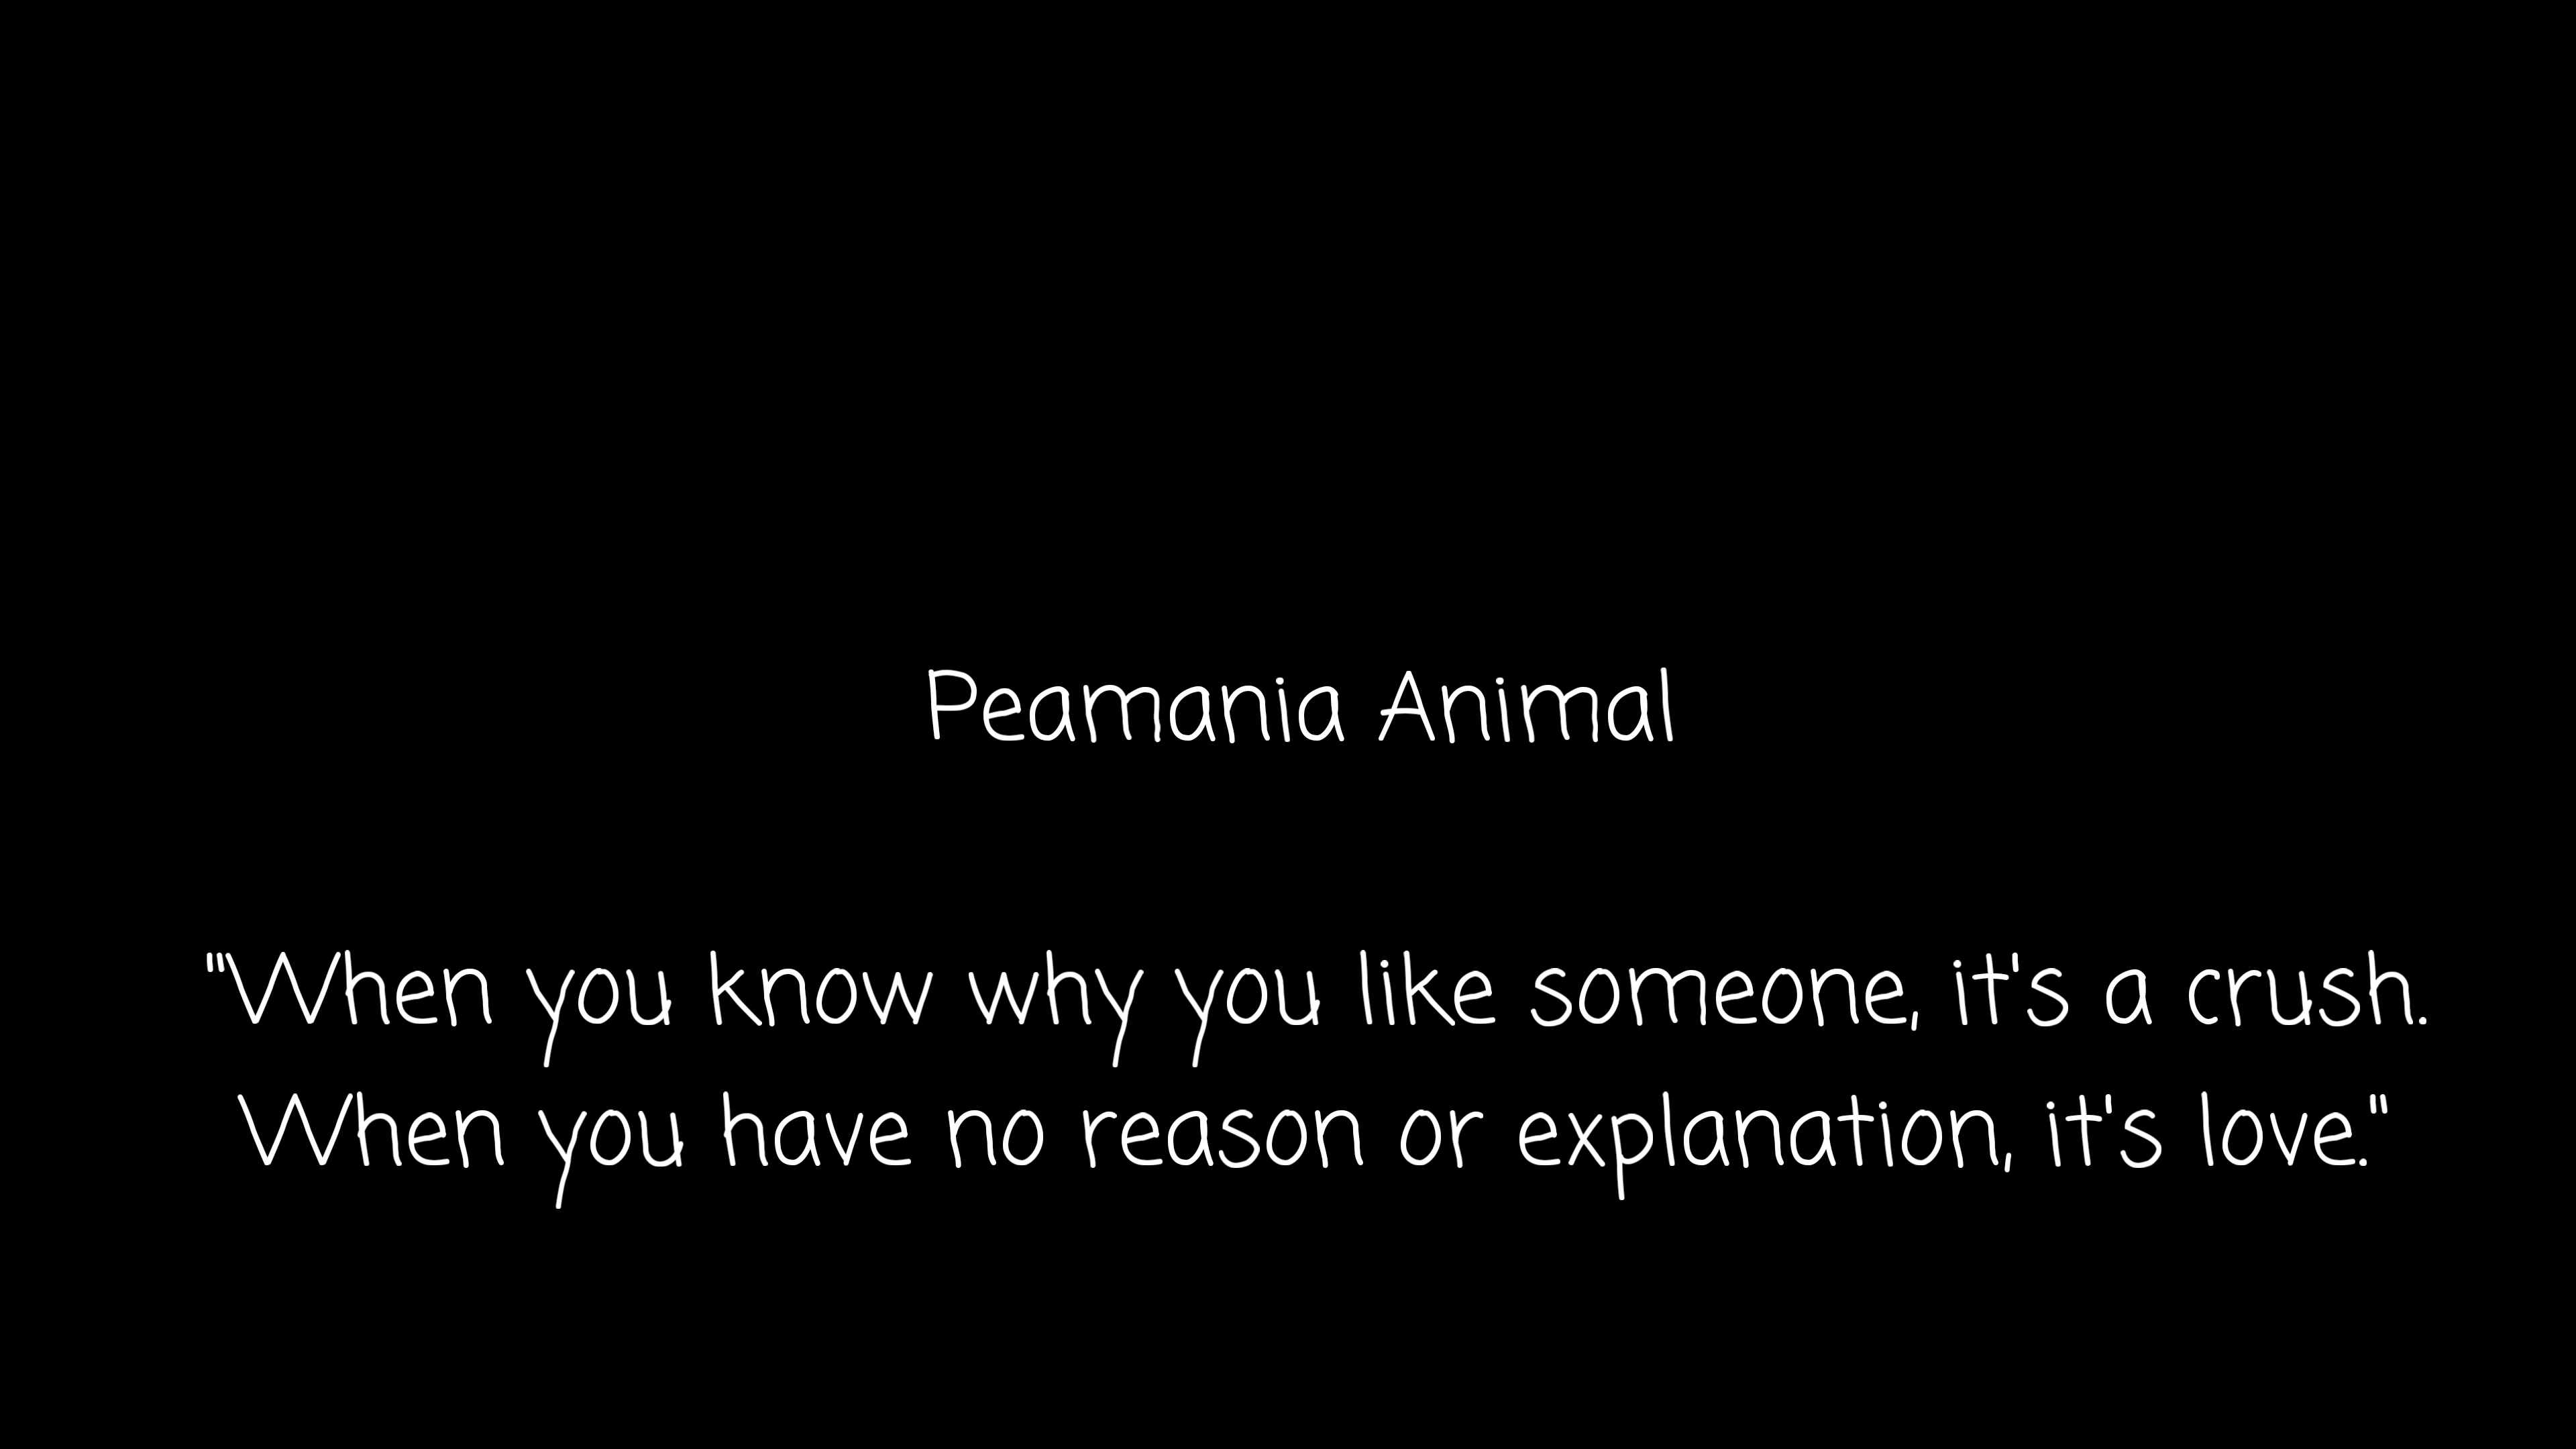 Peamania Animal
"When you know why you like someone, it's a crush.
When you have no reason or explanation, it's love."